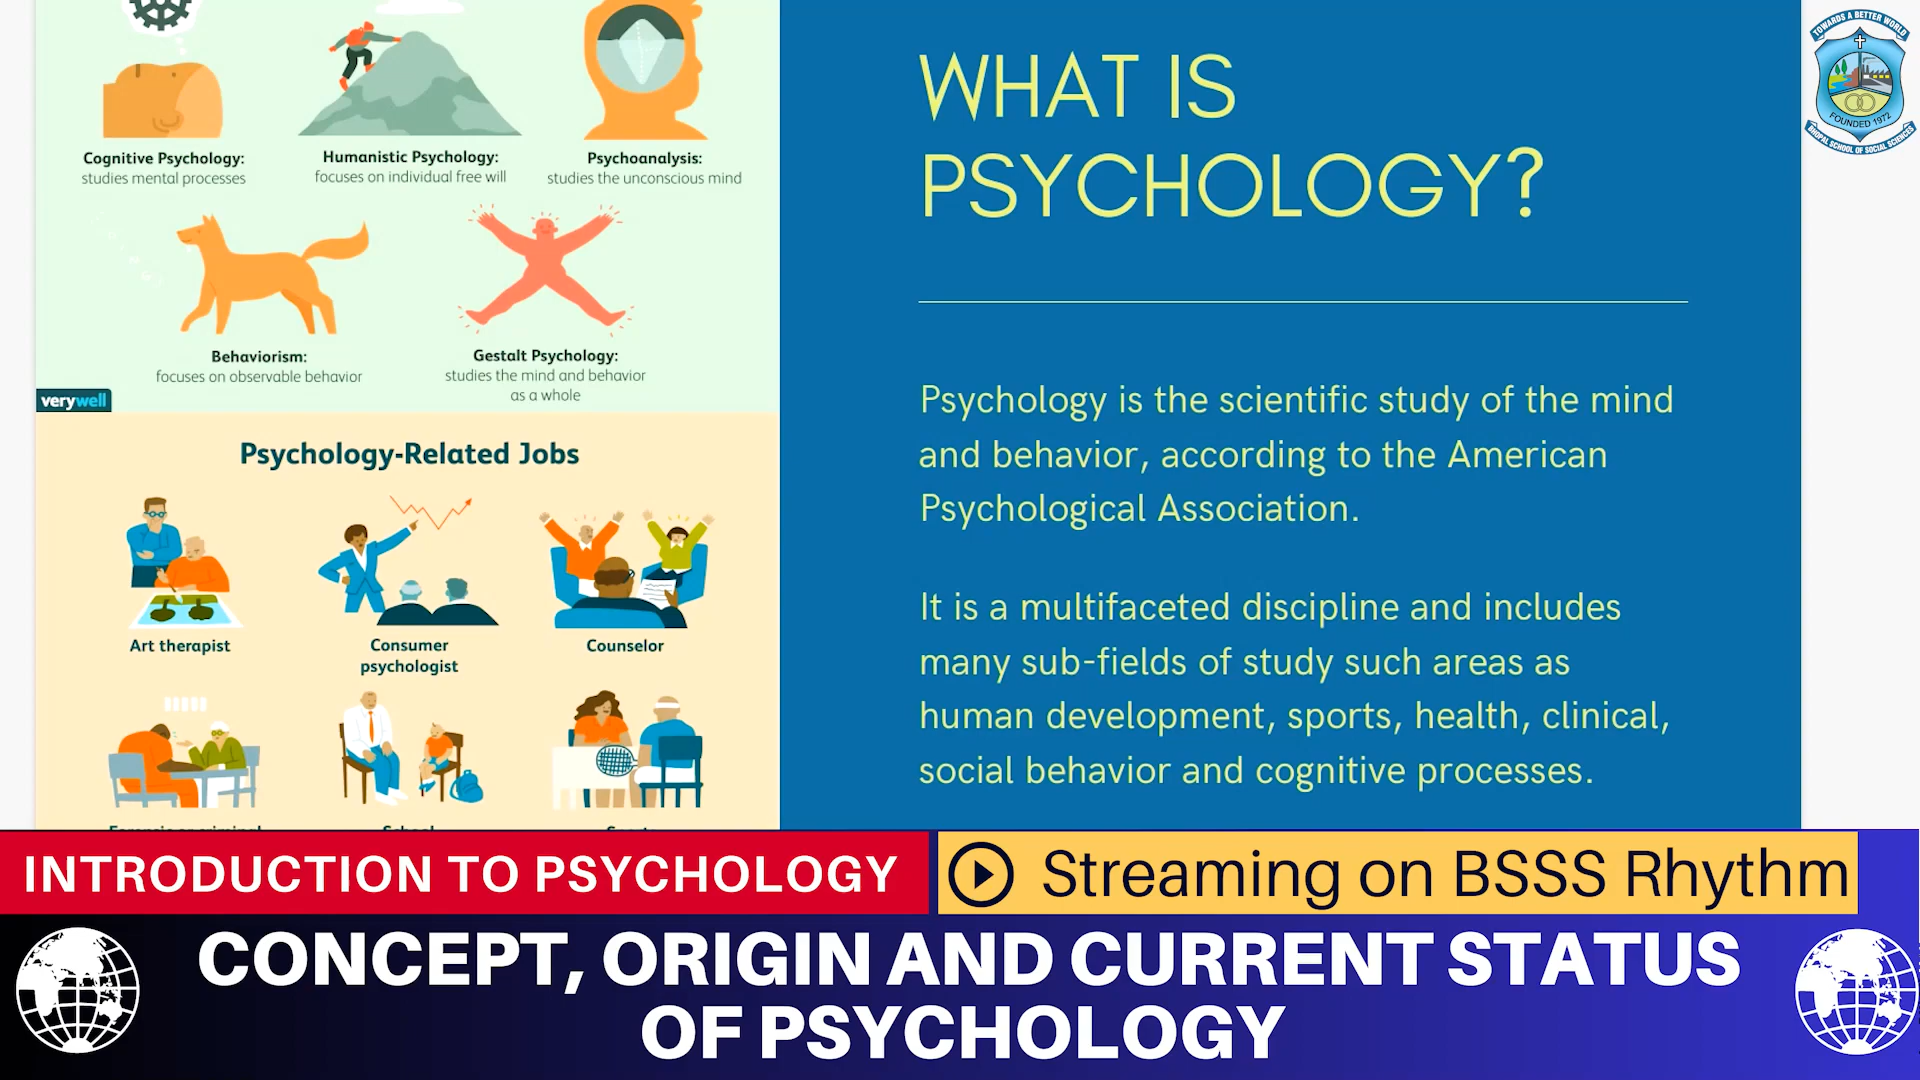 Cognitive Psychology:
studies mental processes
Humanistic Psychology:
focuses on individual free will
Psychoanalysis:
studies the unconscious mind
Behaviorism:
focuses on observable behavior
Gestalt Psychology:
studies the mind and behavior
as a whole
verywell
Psychology-Related Jobs
Art therapist
Consumer
psychologist
Counselor
WHAT IS
PSYCHOLOGY?
Psychology is the scientific study of the mind
and behavior, according to the American
Psychological Association.
It is a multifaceted discipline and includes
many sub-fields of study such areas as
human development, sports, health, clinical,
social behavior and cognitive processes.
TOWARDS A BETTER WORLD
FOUNDED 1972
BHOPAL SCHOOL OF SOCIAL SCIENCES
INTRODUCTION TO PSYCHOLOGY
Streaming on BSSS Rhythm
CONCEPT, ORIGIN AND CURRENT STATUS
OF PSYCHOLOGY